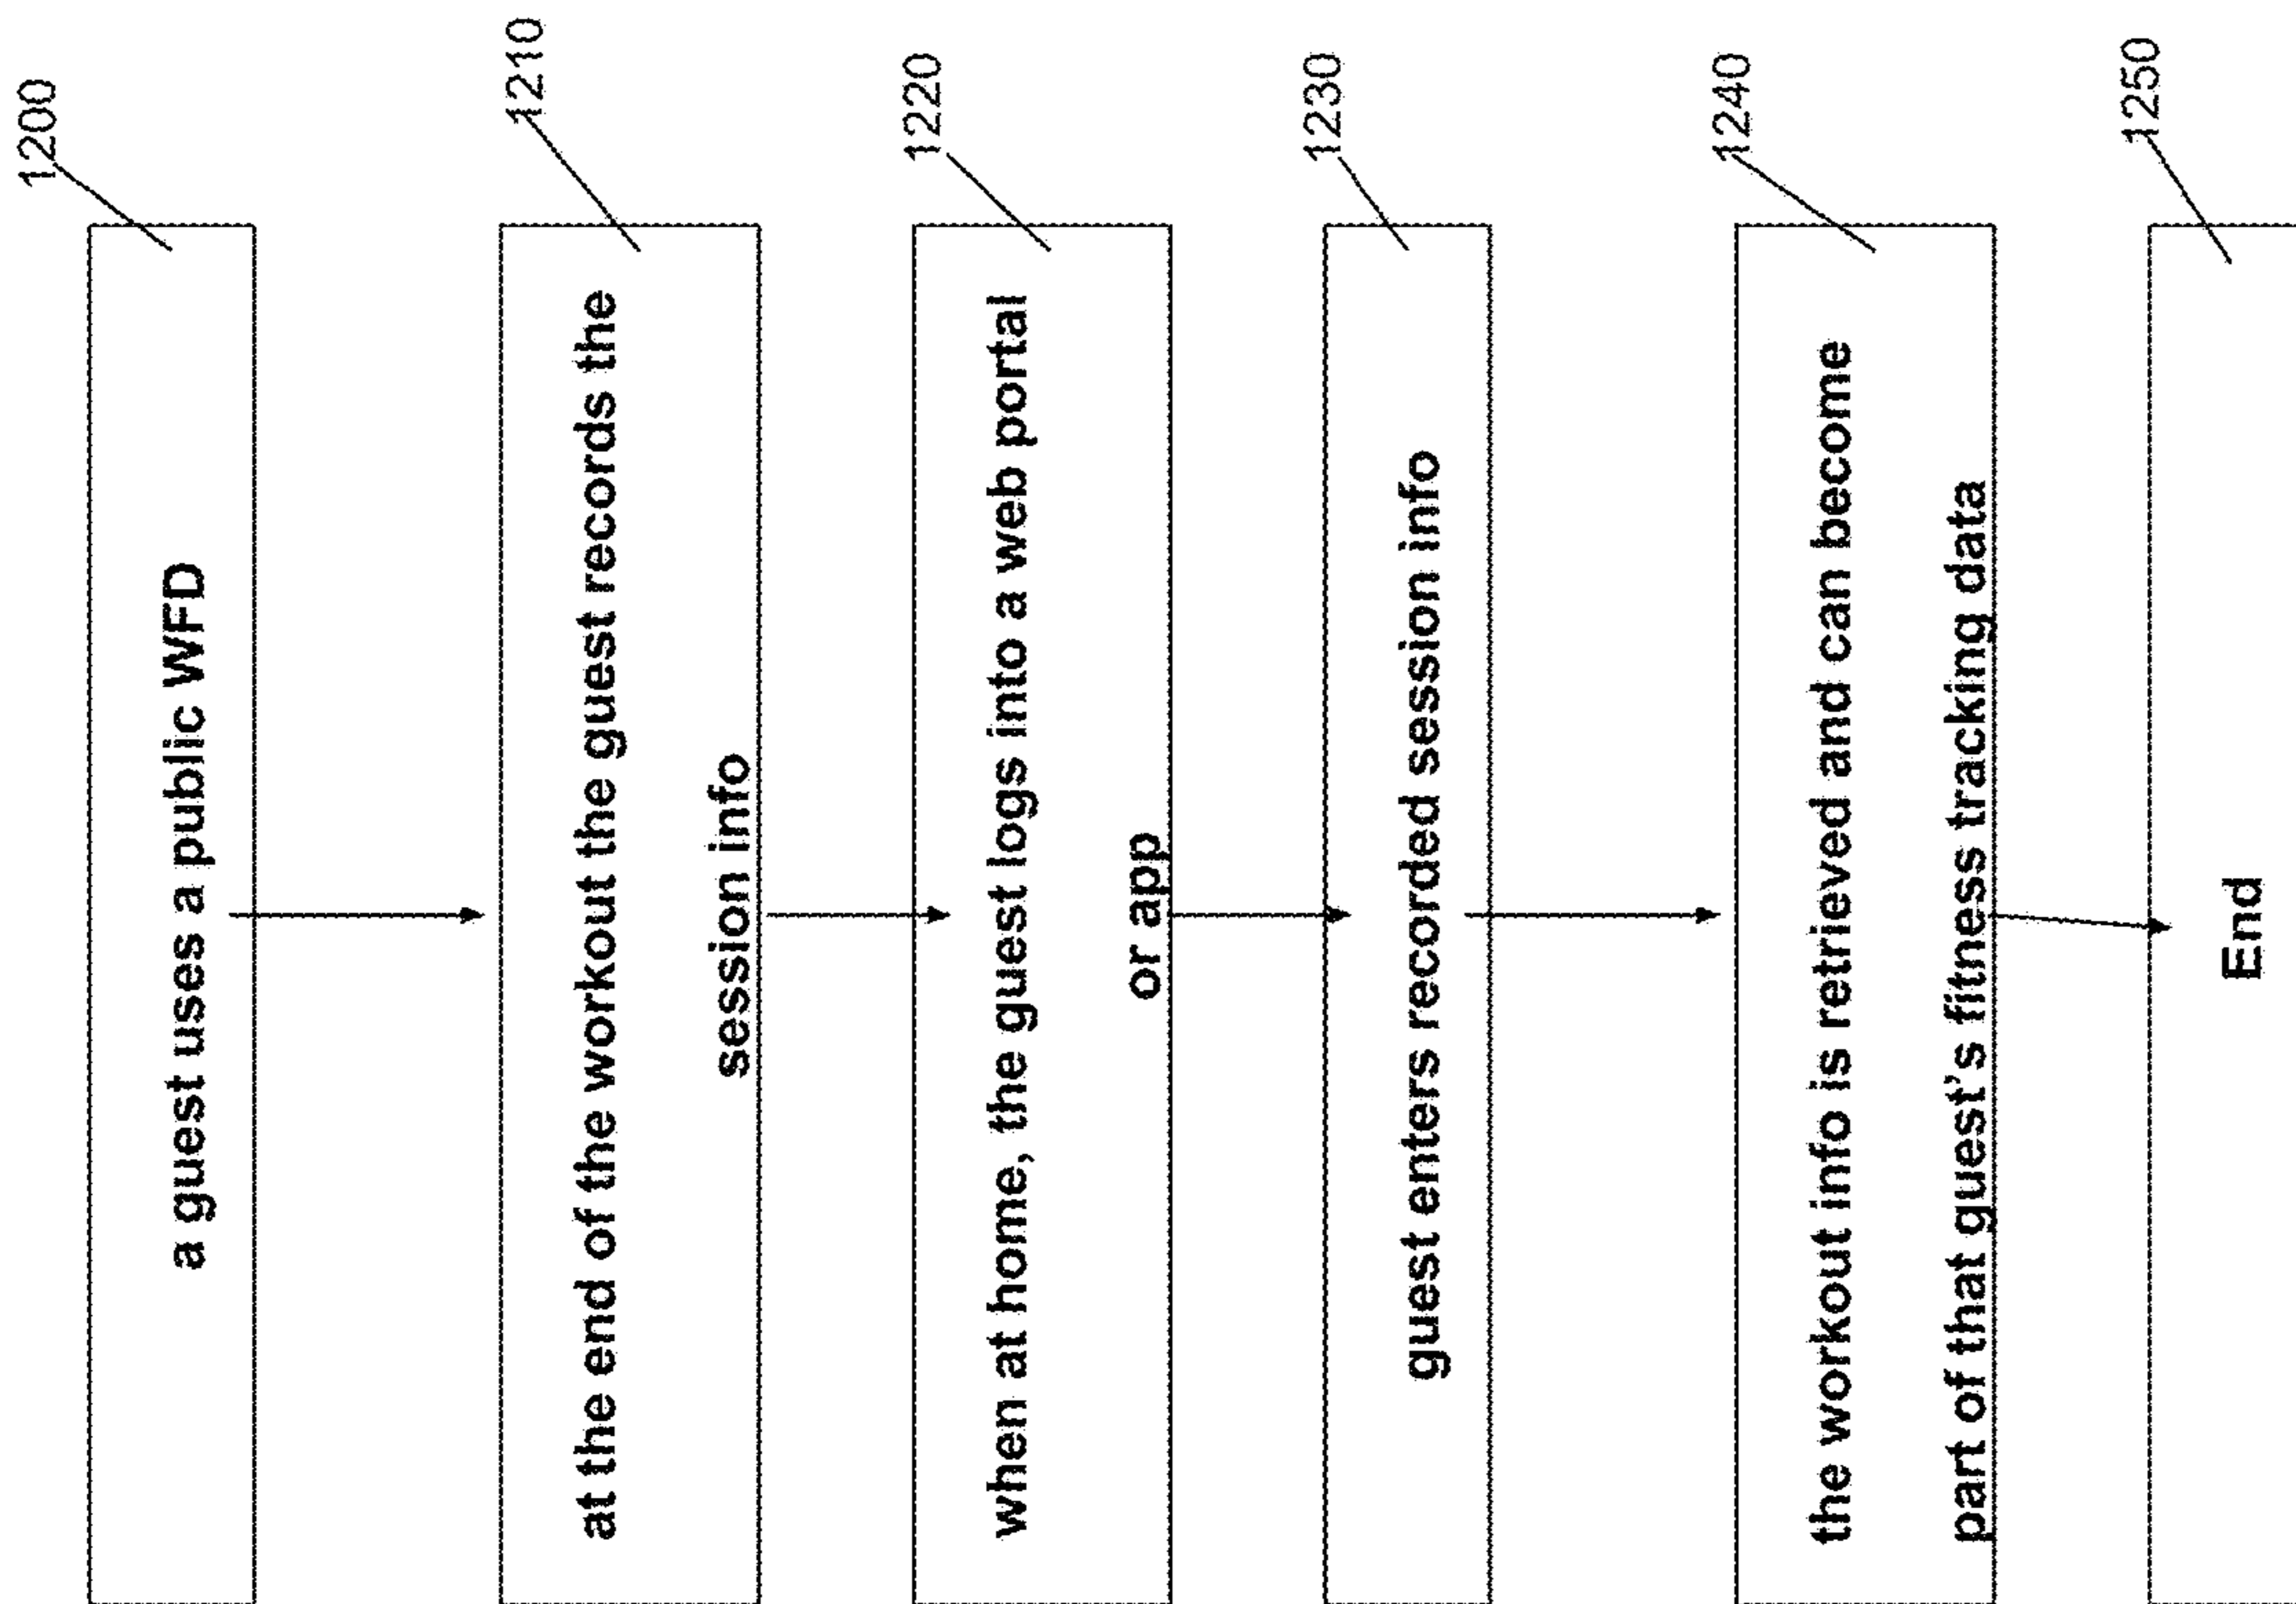 1200
a guest uses a public WFD
1210
at the end of the workout the guest records the
session info
1220
when at home, the guest logs into a web portal
or app
1230
guest enters recorded session info
1240
the workout info is retrieved and can become
part of that guest's fitness tracking data
1250
End